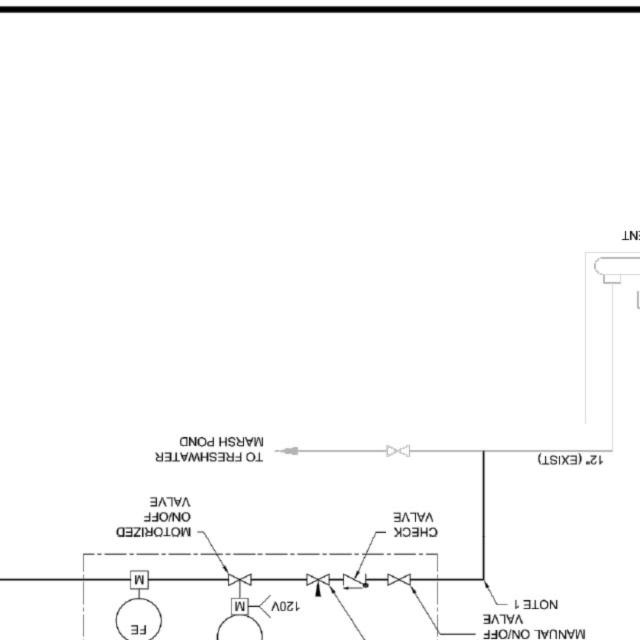 MANUAL ON/OFF
VALVE
NOTE 1
FE
M
120V
M
CHECK
VALVE
MOTORIZED
ON/OFF
VALVE
12" (EXIST)
TO FRESHWATER
MARSH POND